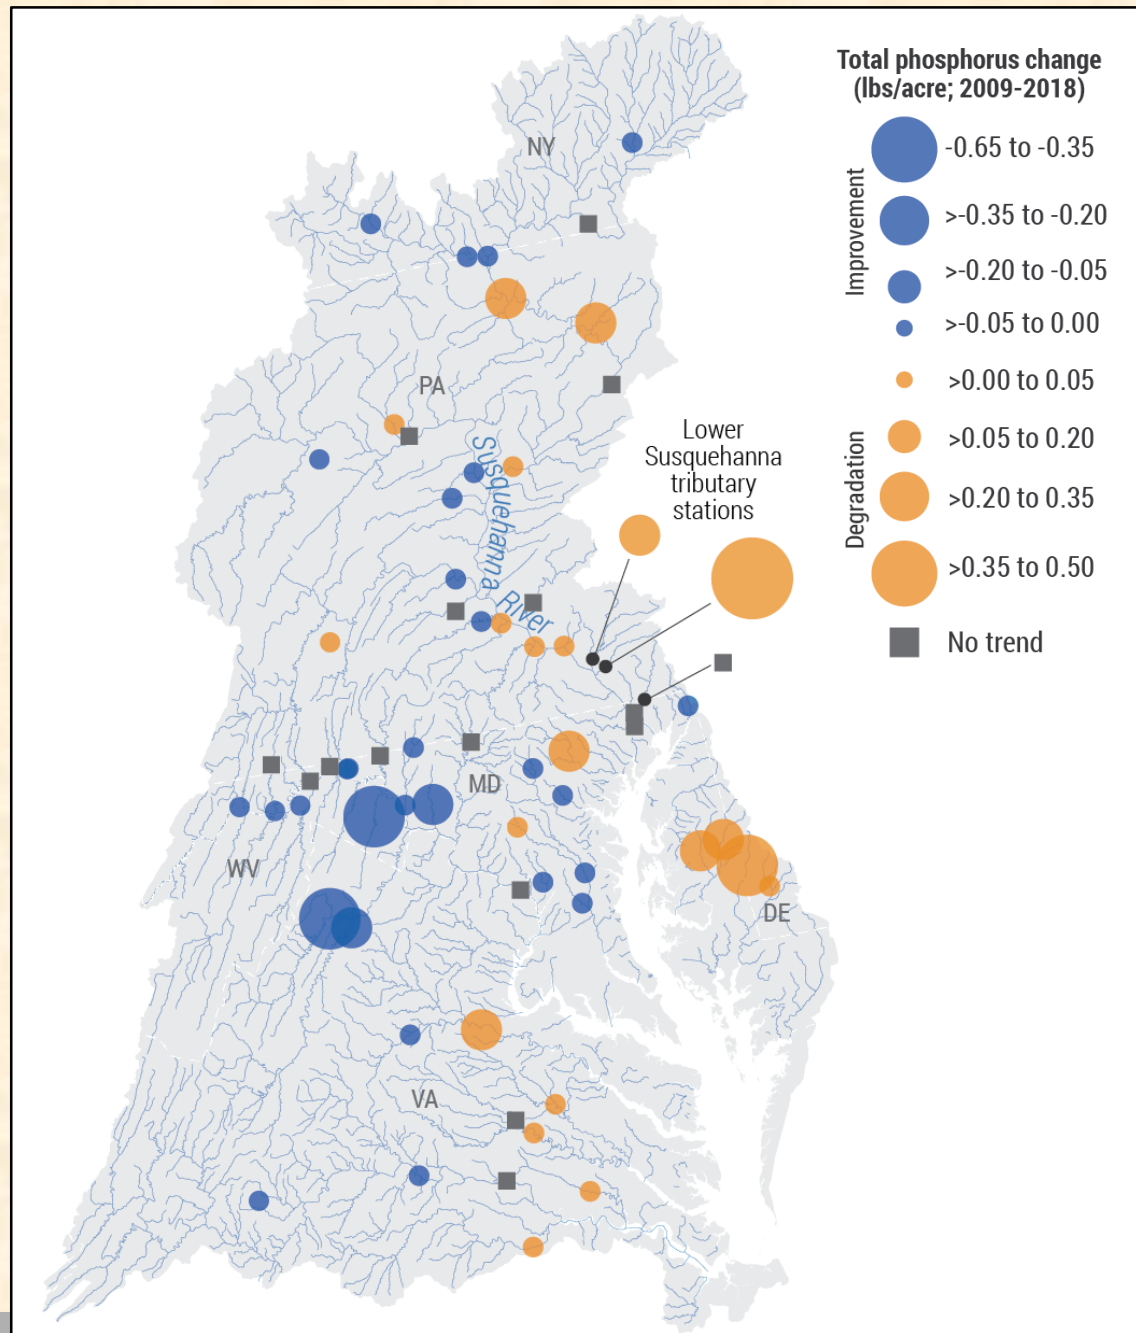 Total phosphorus change
(lbs/acre; 2009-2018)
Improvement
-0.65 to -0.35
>-0.35 to -0.20
>-0.20 to -0.05
>-0.05 to 0.00
Degradation
>0.00 to 0.05
>0.05 to 0.20
>0.20 to 0.35
>0.35 to 0.50
No trend
NY
PA
Susquehanna
River
Lower
Susquehanna
tributary
stations
MD
WV
DE
VA